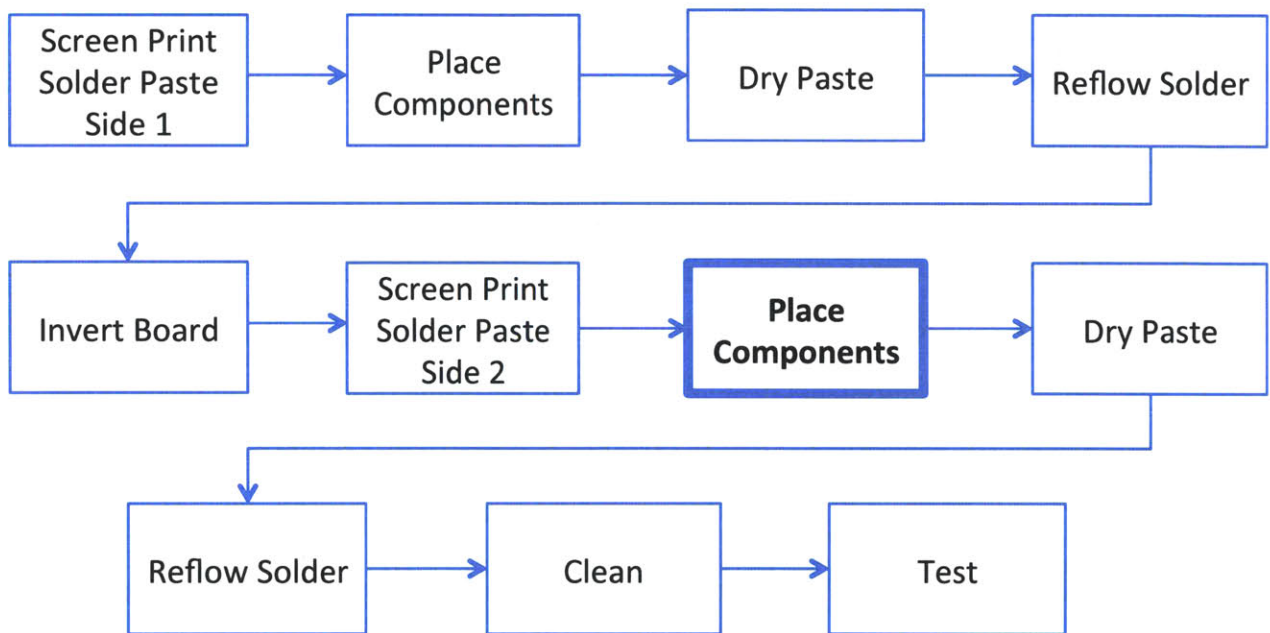 Screen Print
Solder Paste
Side 1
Place
Components
Dry Paste
Reflow Solder
Invert Board
Screen Print
Solder Paste
Side 2
Place
Components
Dry Paste
Reflow Solder
Clean
Test